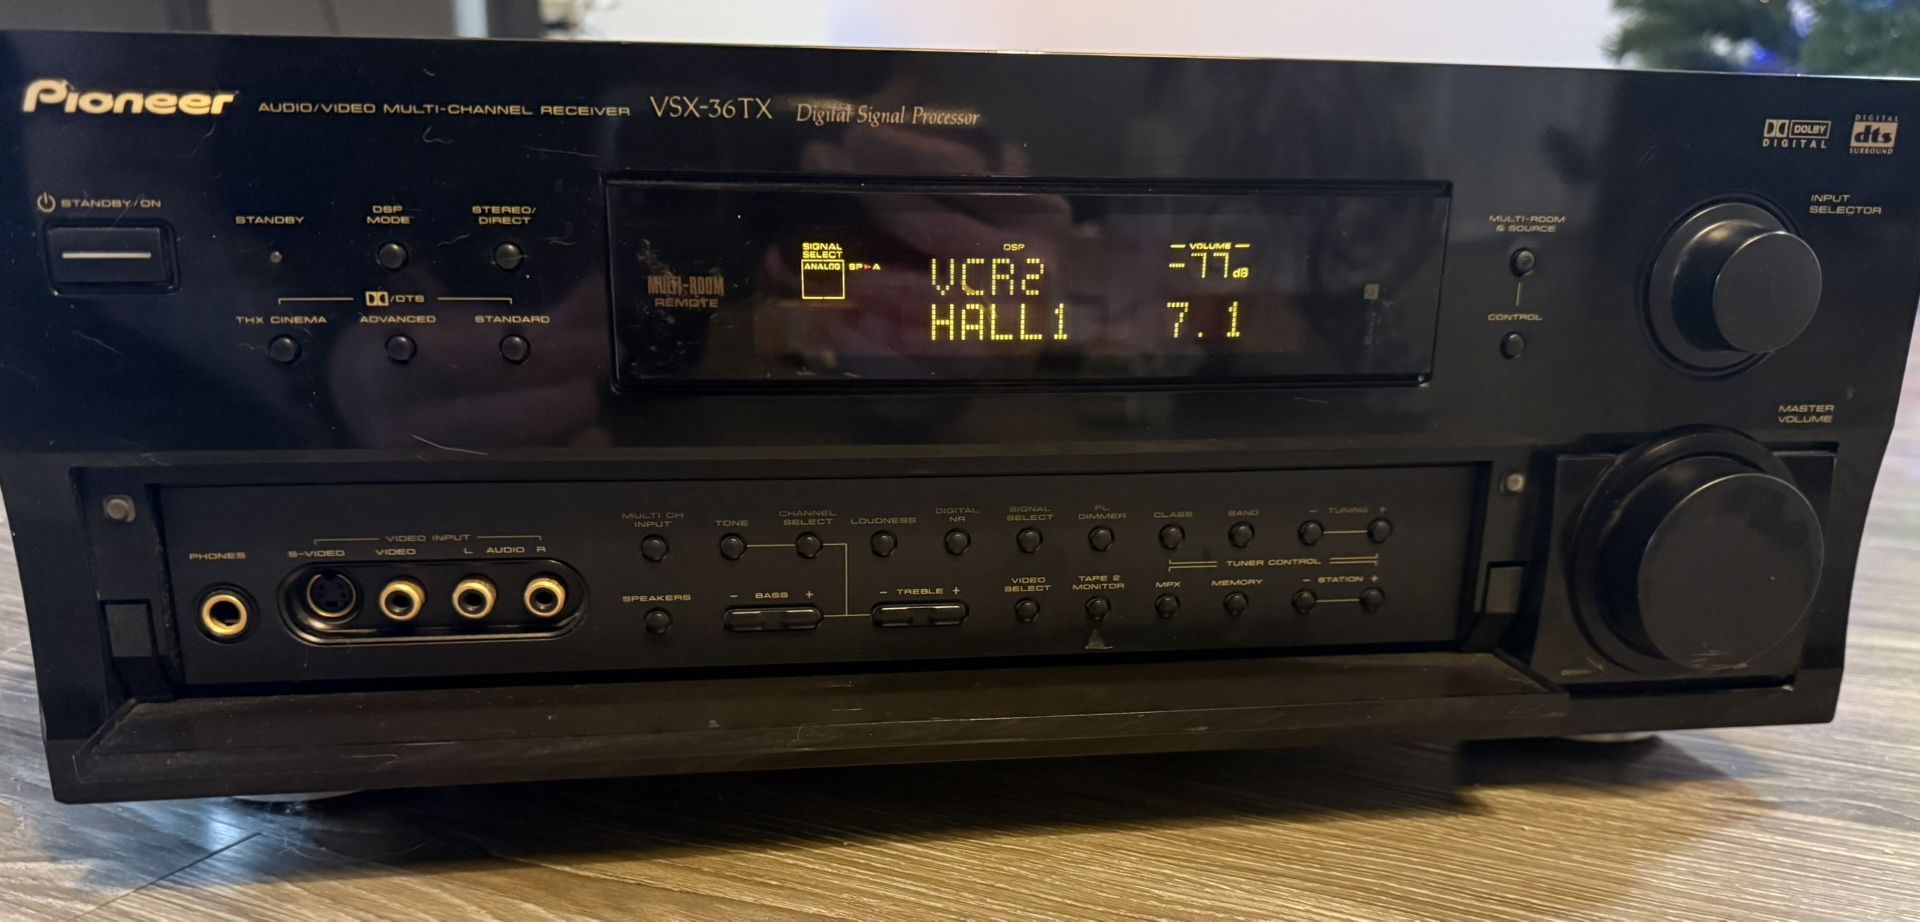 Pioneer AUDIO/VIDEO MULTI-CHANNEL RECEIVER VSX-36TX Digital Signal Processor
DOLBY DIGITAL
DIGITAL dts SURROUND
STANDBY/ON
STANDBY
DSP MODE
STEREO/DIRECT
/DTS
THX CINEMA
ADVANCED
STANDARD
MULTI-ROOM
REMOTE
SIGNAL SELECT
ANALOG
SP►A
DSP
VCR2
HALL1
VOLUME
-77 dB
7.1
MULTI-ROOM & SOURCE
CONTROL
INPUT SELECTOR
MASTER VOLUME
PHONES
VIDEO INPUT
S-VIDEO VIDEO L AUDIO R
MULTI CH INPUT
TONE
CHANNEL SELECT
LOUDNESS
DIGITAL NR
SIGNAL SELECT
FL DIMMER
CLASS
BAND
- TUNING +
TUNER CONTROL
SPEAKERS
- BASS +
- TREBLE +
VIDEO SELECT
TAPE 2 MONITOR
MPX
MEMORY
- STATION +
DOWN